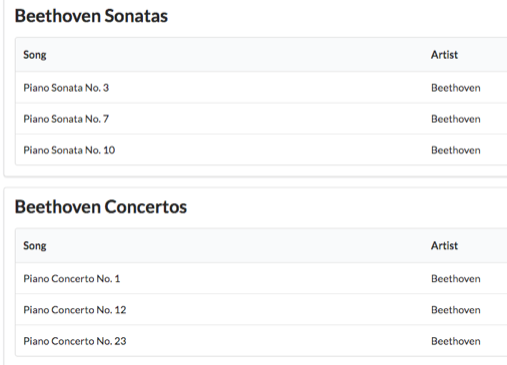 Beethoven Sonatas
Song Artist
Piano Sonata No. 3 Beethoven
Piano Sonata No. 7 Beethoven
Piano Sonata No. 10 Beethoven
Beethoven Concertos
Song Artist
Piano Concerto No. 1 Beethoven
Piano Concerto No. 12 Beethoven
Piano Concerto No. 23 Beethoven